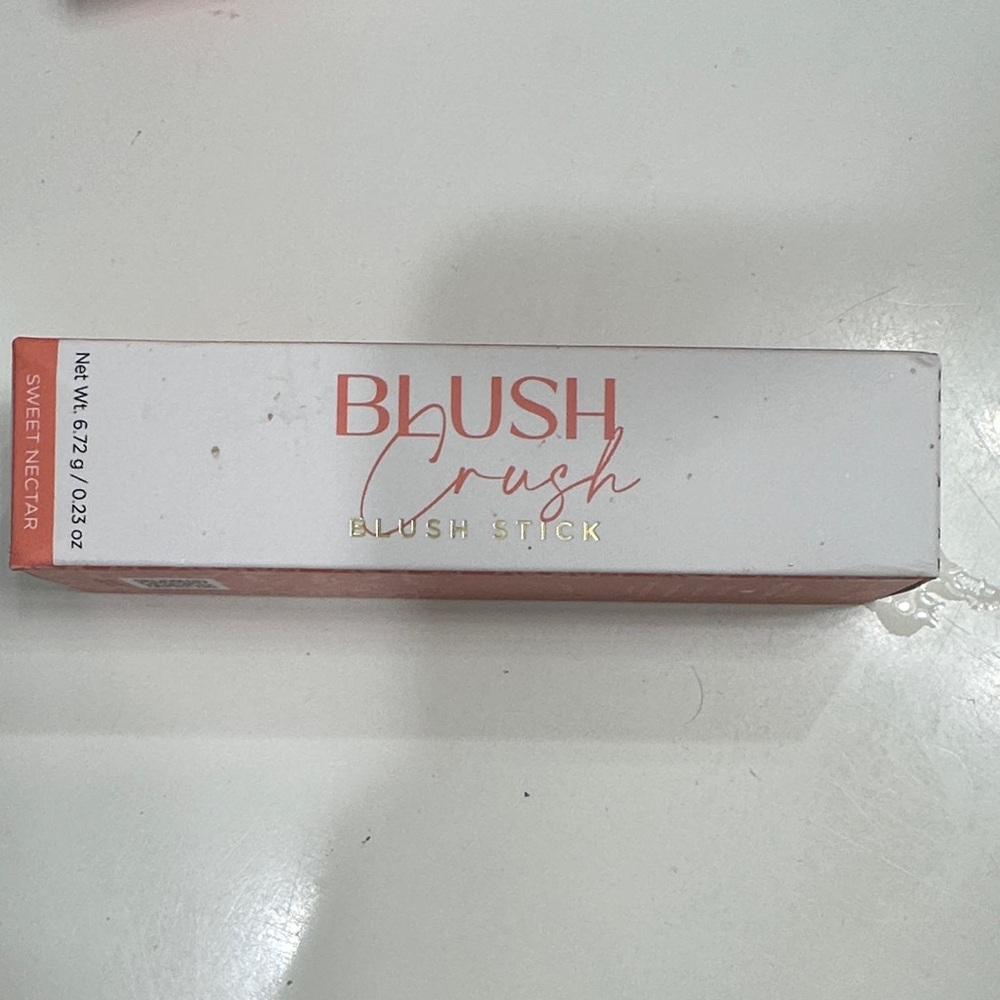 BLUSH
Crush
BLUSH STICK
Net Wt. 6.72 g / 0.23 oz
SWEET NECTAR